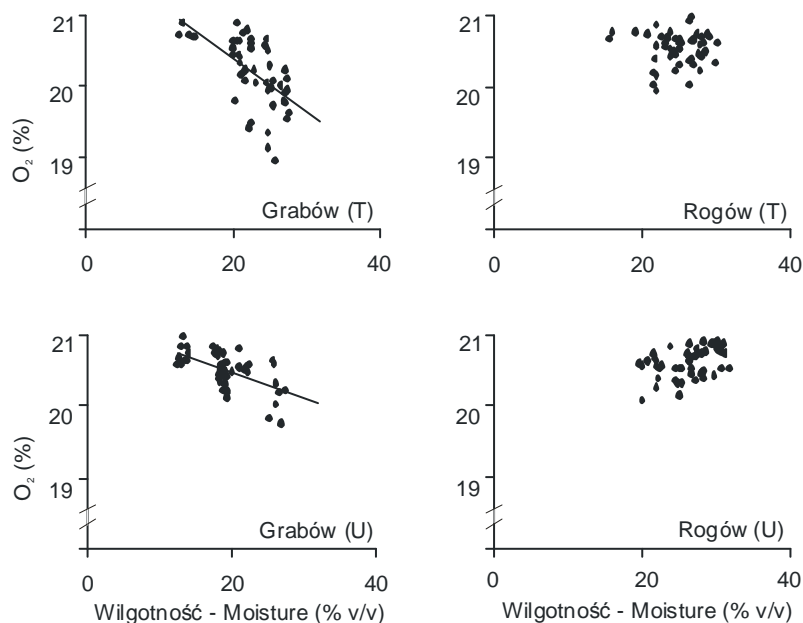 21
20
19
O₂ (%)
Grabów (T)
0 20 40
21
20
19
Rogów (T)
0 20 40
21
20
19
O₂ (%)
Grabów (U)
0 20 40
Wilgotność - Moisture (% v/v)
21
20
19
Rogów (U)
0 20 40
Wilgotność - Moisture (% v/v)